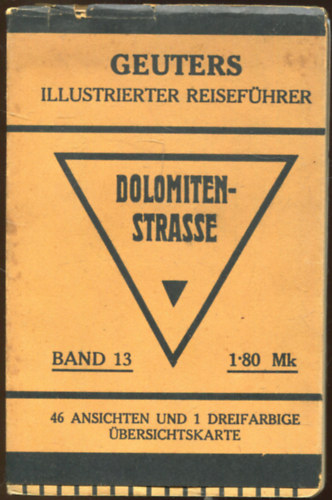 GEUTERS
ILLUSTRIERTER REISEFÜHRER
DOLOMITEN-
STRASSE
BAND 13
1·80 Mk
46 ANSICHTEN UND 1 DREIFARBIGE
ÜBERSICHTSKARTE